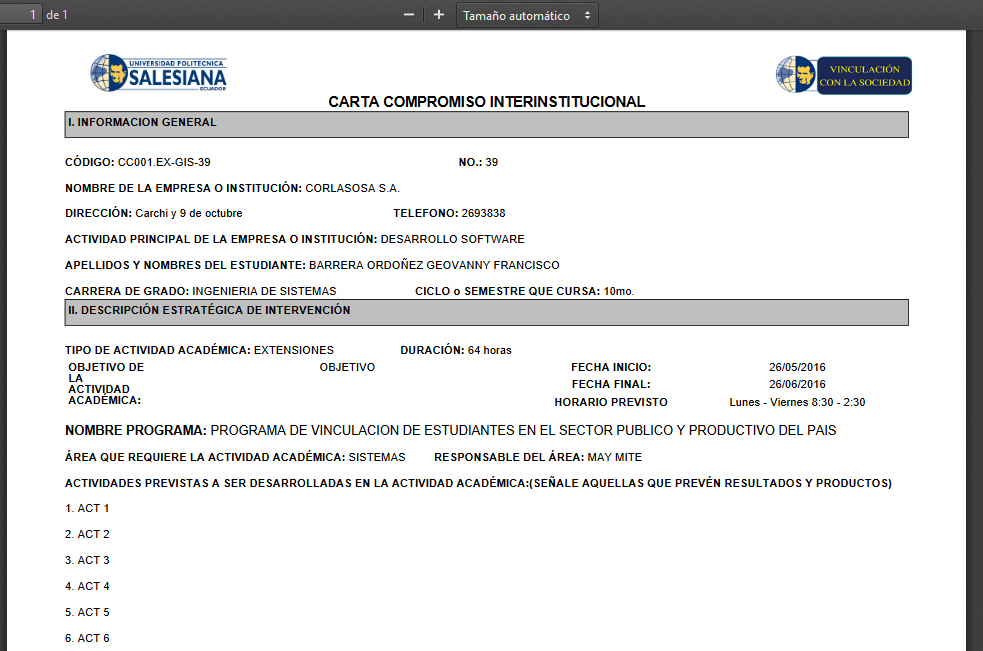 1 de 1
Tamaño automático
UNIVERSIDAD POLITÉCNICA
SALESIANA
ECUADOR
VINCULACIÓN
CON LA SOCIEDAD
CARTA COMPROMISO INTERINSTITUCIONAL
I. INFORMACION GENERAL
CÓDIGO: CC001.EX-GIS-39 NO.: 39
NOMBRE DE LA EMPRESA O INSTITUCIÓN: CORLASOSA S.A.
DIRECCIÓN: Carchi y 9 de octubre TELEFONO: 2693838
ACTIVIDAD PRINCIPAL DE LA EMPRESA O INSTITUCIÓN: DESARROLLO SOFTWARE
APELLIDOS Y NOMBRES DEL ESTUDIANTE: BARRERA ORDOÑEZ GEOVANNY FRANCISCO
CARRERA DE GRADO: INGENIERIA DE SISTEMAS CICLO o SEMESTRE QUE CURSA: 10mo.
II. DESCRIPCIÓN ESTRATÉGICA DE INTERVENCIÓN
TIPO DE ACTIVIDAD ACADÉMICA: EXTENSIONES DURACIÓN: 64 horas
OBJETIVO DE
LA
ACTIVIDAD
ACADÉMICA:
OBJETIVO
FECHA INICIO: 26/05/2016
FECHA FINAL: 26/06/2016
HORARIO PREVISTO Lunes - Viernes 8:30 - 2:30
NOMBRE PROGRAMA: PROGRAMA DE VINCULACION DE ESTUDIANTES EN EL SECTOR PUBLICO Y PRODUCTIVO DEL PAIS
ÁREA QUE REQUIERE LA ACTIVIDAD ACADÉMICA: SISTEMAS RESPONSABLE DEL ÁREA: MAY MITE
ACTIVIDADES PREVISTAS A SER DESARROLLADAS EN LA ACTIVIDAD ACADÉMICA:(SEÑALE AQUELLAS QUE PREVÉN RESULTADOS Y PRODUCTOS)
1. ACT 1
2. ACT 2
3. ACT 3
4. ACT 4
5. ACT 5
6. ACT 6